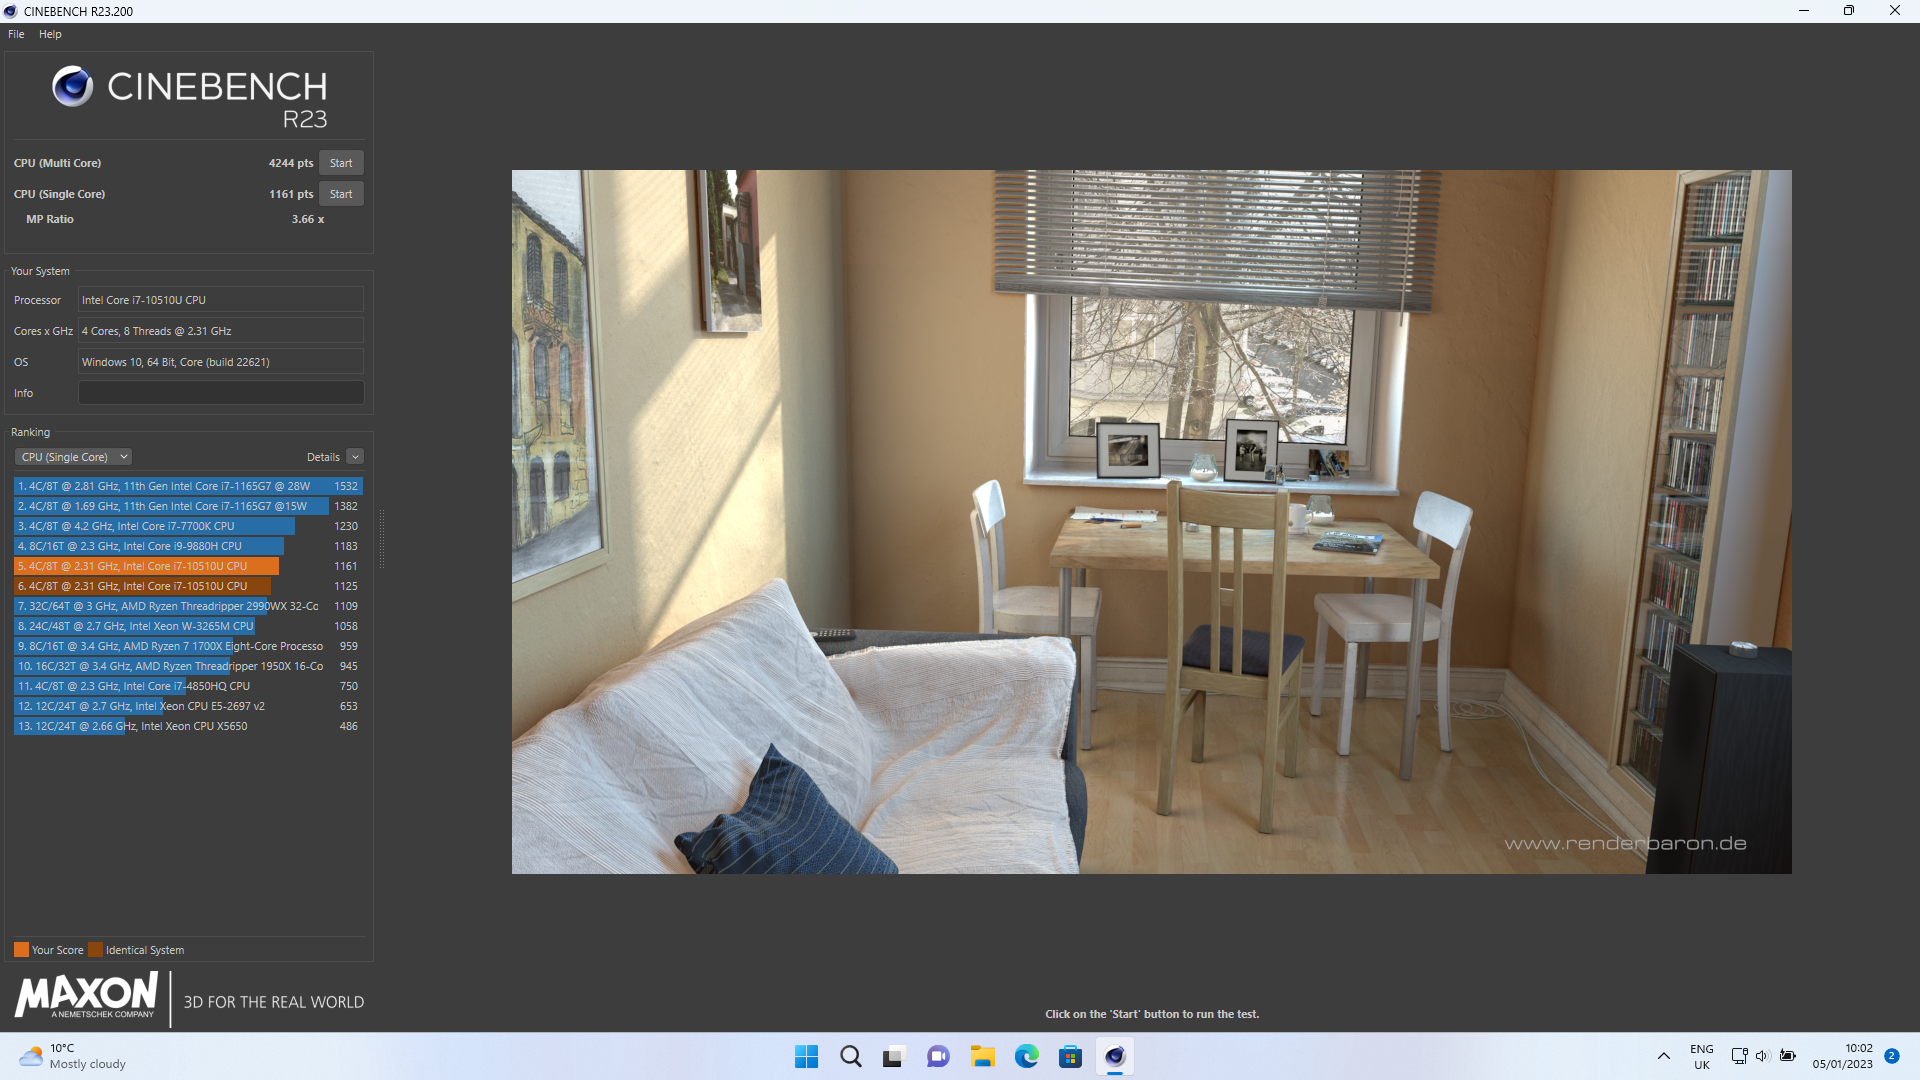 CINEBENCH R23.200
File Help
CINEBENCH
R23
CPU (Multi Core) 4244 pts Start
CPU (Single Core) 1161 pts Start
MP Ratio 3.66 x
Your System
Processor Intel Core i7-10510U CPU
Cores x GHz 4 Cores, 8 Threads @ 2.31 GHz
OS Windows 10, 64 Bit, Core (build 22621)
Info
Ranking
CPU (Single Core) Details
1. 4C/8T @ 2.81 GHz, 11th Gen Intel Core i7-1165G7 @ 28W 1532
2. 4C/8T @ 1.69 GHz, 11th Gen Intel Core i7-1165G7 @15W 1382
3. 4C/8T @ 4.2 GHz, Intel Core i7-7700K CPU 1230
4. 8C/16T @ 2.3 GHz, Intel Core i9-9880H CPU 1183
5. 4C/8T @ 2.31 GHz, Intel Core i7-10510U CPU 1161
6. 4C/8T @ 2.31 GHz, Intel Core i7-10510U CPU 1125
7. 32C/64T @ 3 GHz, AMD Ryzen Threadripper 2990WX 32-Co 1109
8. 24C/48T @ 2.7 GHz, Intel Xeon W-3265M CPU 1058
9. 8C/16T @ 3.4 GHz, AMD Ryzen 7 1700X Eight-Core Processo 959
10. 16C/32T @ 3.4 GHz, AMD Ryzen Threadripper 1950X 16-Co 945
11. 4C/8T @ 2.3 GHz, Intel Core i7-4850HQ CPU 750
12. 12C/24T @ 2.7 GHz, Intel Xeon CPU E5-2697 v2 653
13. 12C/24T @ 2.66 GHz, Intel Xeon CPU X5650 486
Your Score Identical System
MAXON
A NEMETSCHEK COMPANY
3D FOR THE REAL WORLD
www.renderbaron.de
Click on the 'Start' button to run the test.
10°C
Mostly cloudy
ENG
UK
10:02
05/01/2023
2